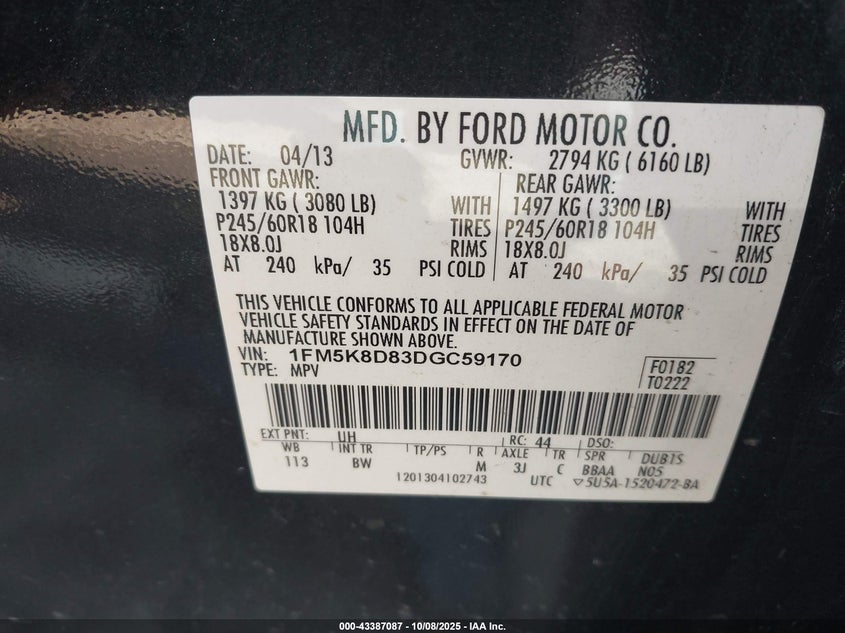 MFD. BY FORD MOTOR CO.
DATE: 04/13 GVWR: 2794 KG ( 6160 LB)
FRONT GAWR: REAR GAWR:
1397 KG ( 3080 LB) WITH 1497 KG ( 3300 LB) WITH
P245/60R18 104H TIRES P245/60R18 104H TIRES
18X8.0J RIMS 18X8.0J RIMS
AT 240 kPa/ 35 PSI COLD AT 240 kPa/ 35 PSI COLD
THIS VEHICLE CONFORMS TO ALL APPLICABLE FEDERAL MOTOR
VEHICLE SAFETY STANDARDS IN EFFECT ON THE DATE OF
MANUFACTURE SHOWN ABOVE.
VIN: 1FM5K8D83DGC59170 F0182
TYPE: MPV T0222
EXT PNT: UH RC: 44 DSO:
WB INT TR TP/PS R AXLE TR SPR DUB1S
113 BW M 3J C BBAA N05
1201304102743 UTC ▽5U5A-1520472-BA
000-43387087 - 10/08/2025 - IAA Inc.